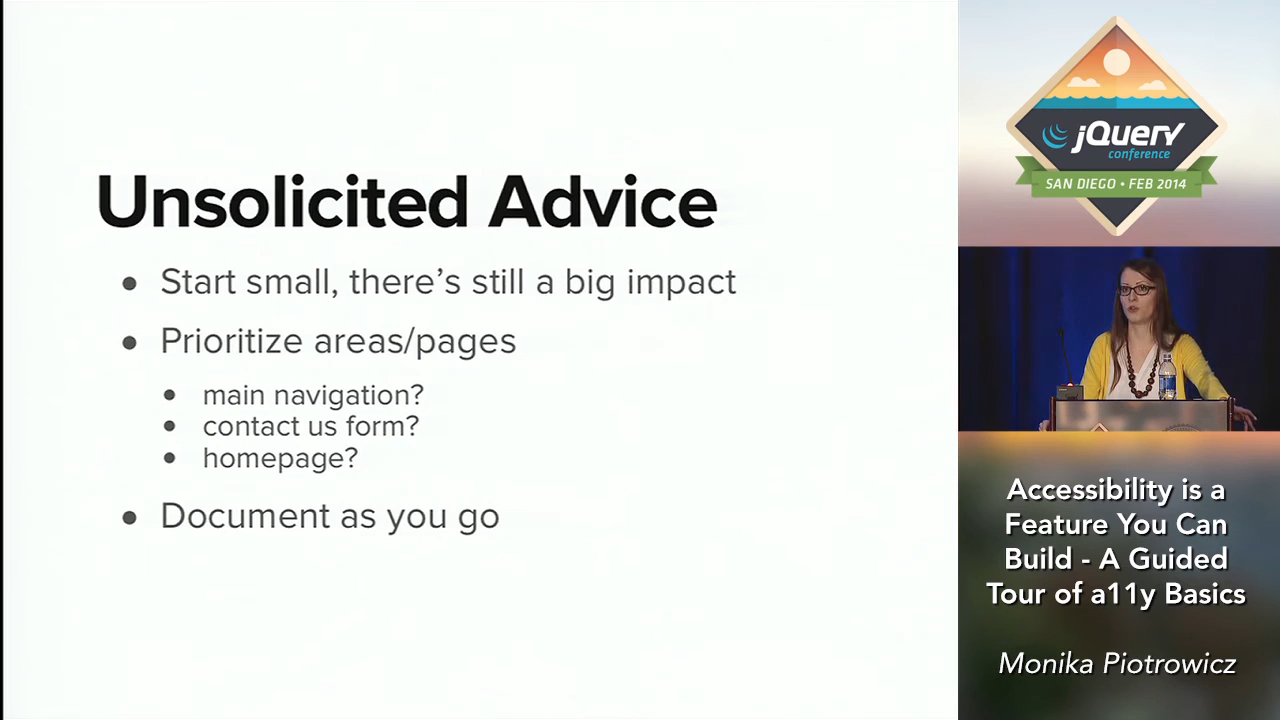 Unsolicited Advice
• Start small, there's still a big impact
• Prioritize areas/pages
• main navigation?
• contact us form?
• homepage?
• Document as you go
jQuery
conference
SAN DIEGO • FEB 2014
Accessibility is a
Feature You Can
Build - A Guided
Tour of a11y Basics
Monika Piotrowicz